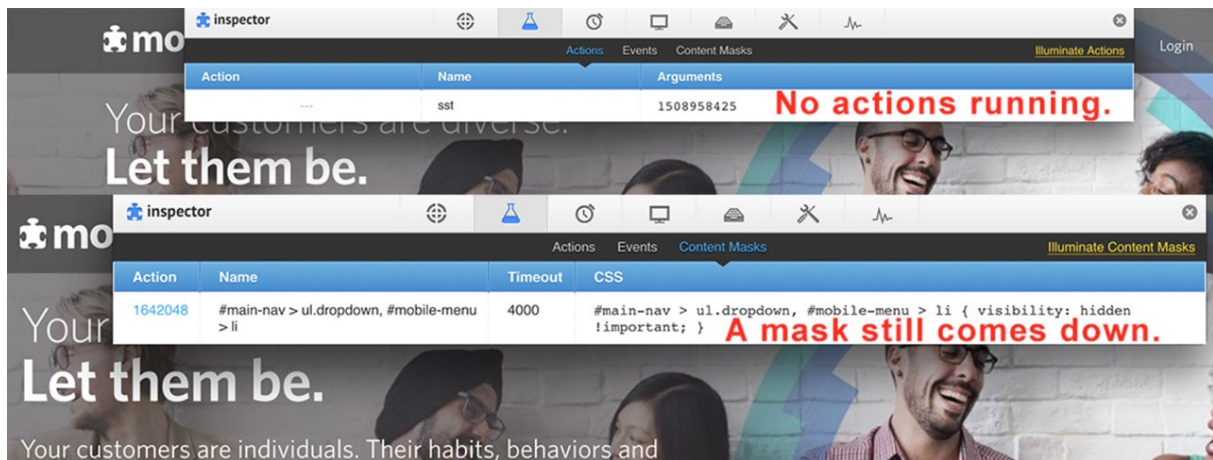 mo
inspector
Actions Events Content Masks Illuminate Actions Login
Action Name Arguments
--- sst 1508958425 No actions running.
Your customers are diverse.
Let them be.
mo
inspector
Actions Events Content Masks Illuminate Content Masks
Action Name Timeout CSS
1642048 #main-nav > ul.dropdown, #mobile-menu 4000 #main-nav > ul.dropdown, #mobile-menu > li { visibility: hidden
> li !important; } A mask still comes down.
Your
Let them be.
Your customers are individuals. Their habits, behaviors and